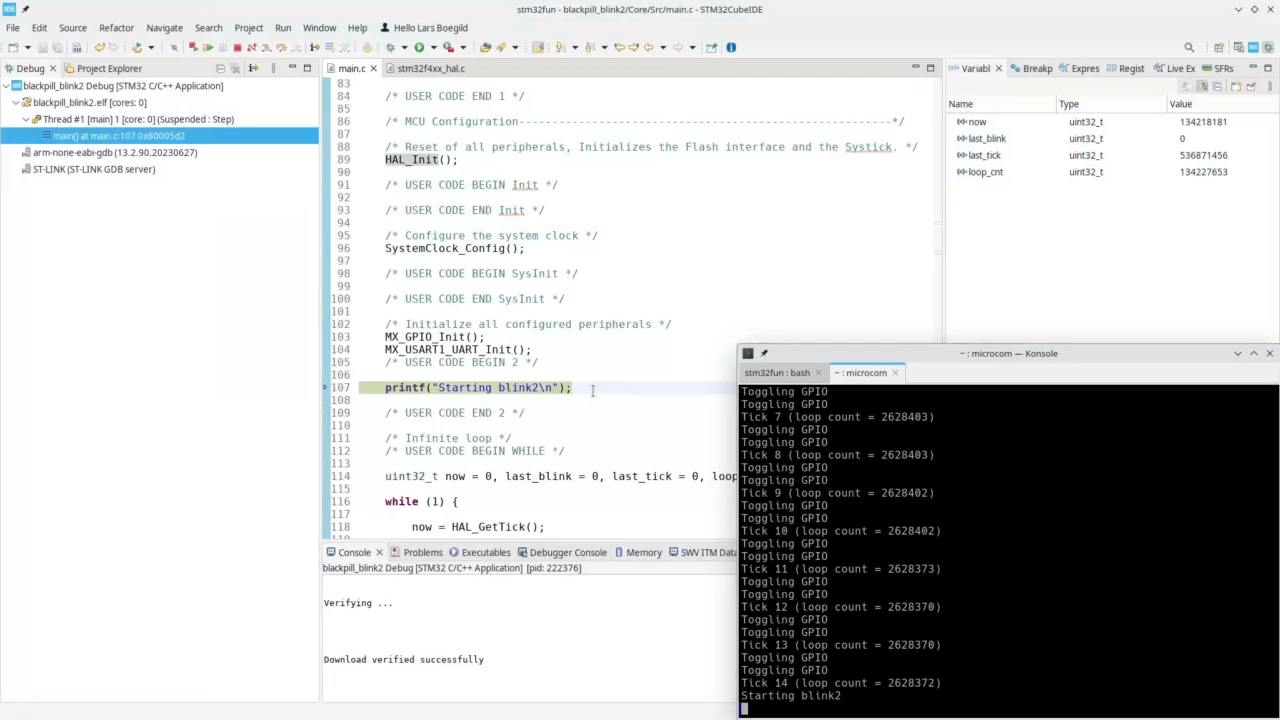 stm32fun - blackpill_blink2/Core/Src/main.c - STM32CubeIDE
File Edit Source Refactor Navigate Search Project Run Window Help Hello Lars Boegild
Debug Project Explorer
blackpill_blink2 Debug [STM32 C/C++ Application]
blackpill_blink2.elf [cores: 0]
Thread #1 [main] 1 [core: 0] (Suspended : Step)
main() at main.c:107 0x80005d2
arm-none-eabi-gdb (13.2.90.20230627)
ST-LINK (ST-LINK GDB server)
main.c stm32f4xx_hal.c
83
84 /* USER CODE END 1 */
85
86 /* MCU Configuration--------------------------------------------------------*/
87
88 /* Reset of all peripherals, Initializes the Flash interface and the Systick. */
89 HAL_Init();
90
91 /* USER CODE BEGIN Init */
92
93 /* USER CODE END Init */
94
95 /* Configure the system clock */
96 SystemClock_Config();
97
98 /* USER CODE BEGIN SysInit */
99
100 /* USER CODE END SysInit */
101
102 /* Initialize all configured peripherals */
103 MX_GPIO_Init();
104 MX_USART1_UART_Init();
105 /* USER CODE BEGIN 2 */
106
107 printf("Starting blink2\n");
108
109 /* USER CODE END 2 */
110
111 /* Infinite loop */
112 /* USER CODE BEGIN WHILE */
113
114 uint32_t now = 0, last_blink = 0, last_tick = 0, loop
115
116 while (1) {
117
118 now = HAL_GetTick();
Variabl Breakp Expres Regist Live Ex SFRs
Name Type Value
now uint32_t 134218181
last_blink uint32_t 0
last_tick uint32_t 536871456
loop_cnt uint32_t 134227653
Console Problems Executables Debugger Console Memory SWV ITM Data
blackpill_blink2 Debug [STM32 C/C++ Application] [pid: 222376]
Verifying ...
Download verified successfully
~ : microcom — Konsole
stm32fun : bash ~ : microcom
Toggling GPIO
Toggling GPIO
Tick 7 (loop count = 2628403)
Toggling GPIO
Toggling GPIO
Tick 8 (loop count = 2628403)
Toggling GPIO
Toggling GPIO
Tick 9 (loop count = 2628402)
Toggling GPIO
Toggling GPIO
Tick 10 (loop count = 2628402)
Toggling GPIO
Toggling GPIO
Tick 11 (loop count = 2628373)
Toggling GPIO
Toggling GPIO
Tick 12 (loop count = 2628370)
Toggling GPIO
Toggling GPIO
Tick 13 (loop count = 2628370)
Toggling GPIO
Toggling GPIO
Tick 14 (loop count = 2628372)
Starting blink2